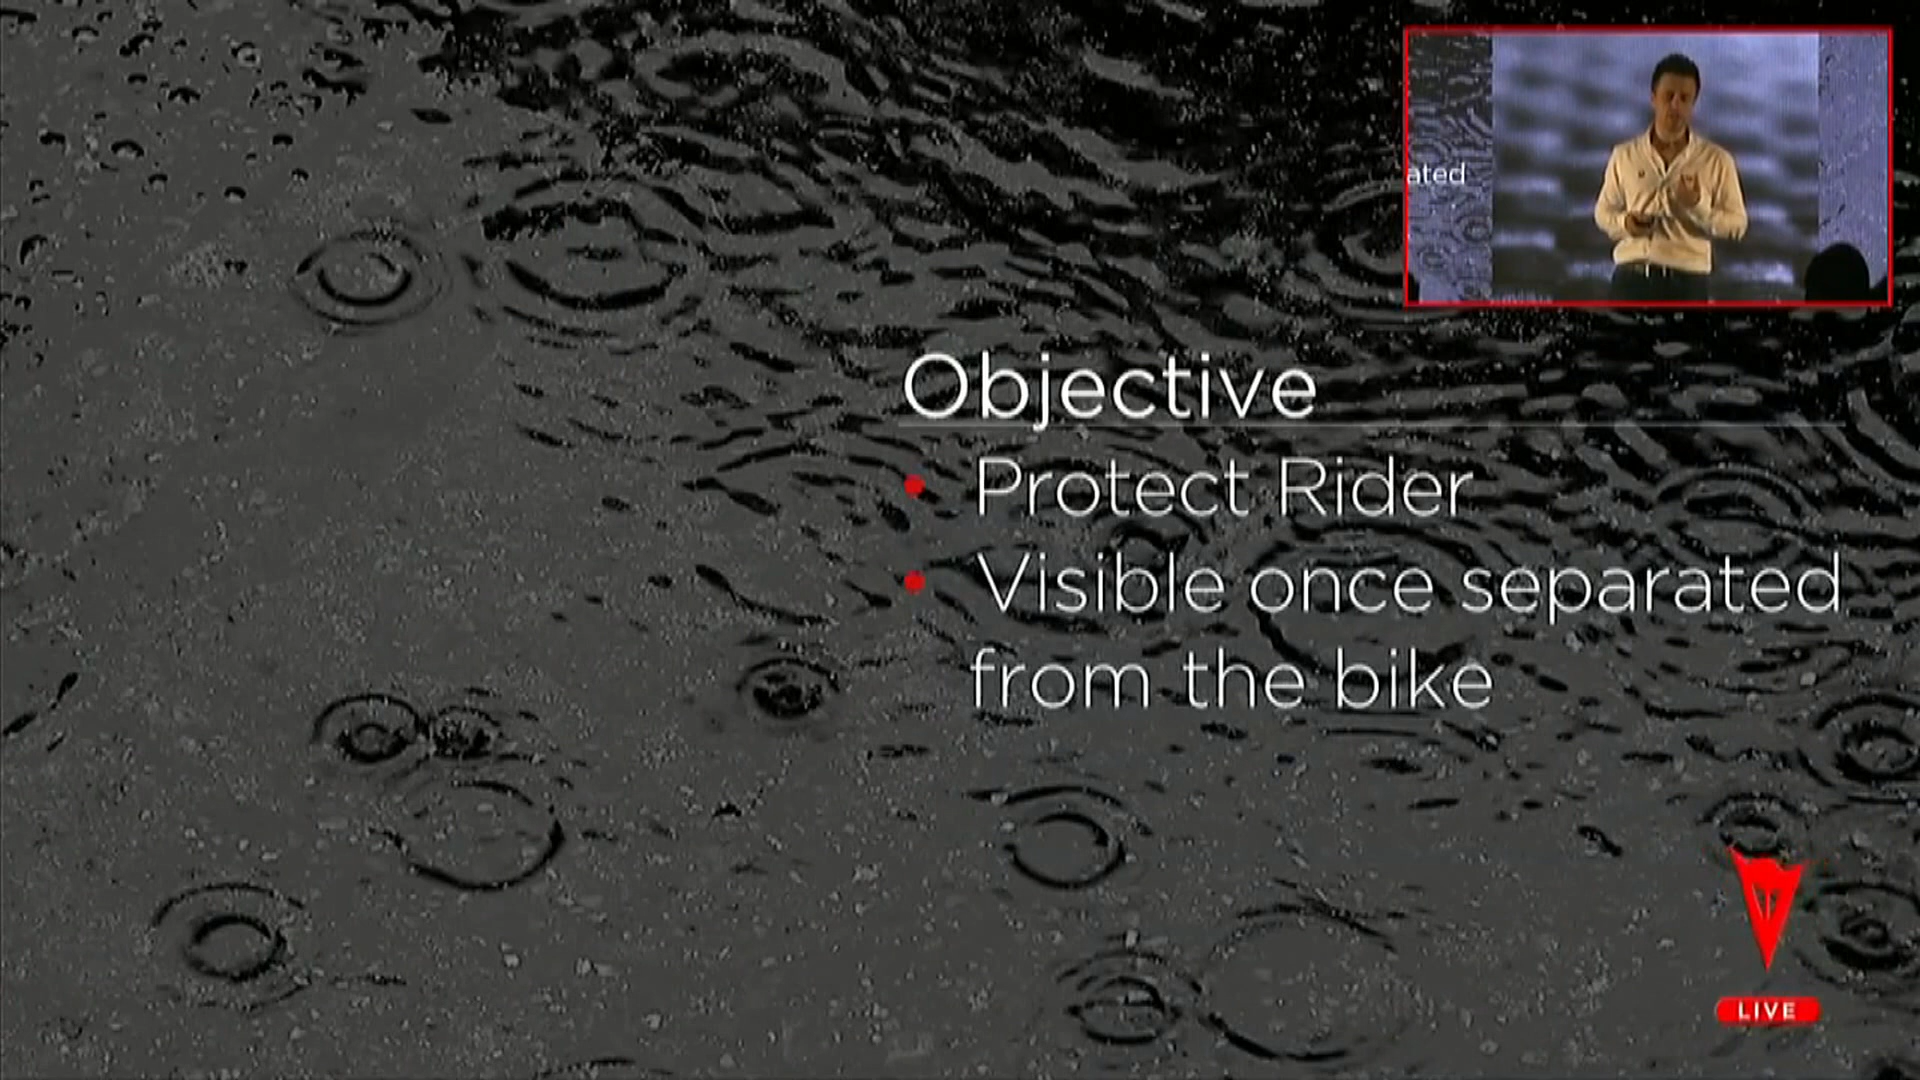 ated
Objective
Protect Rider
Visible once separated
from the bike
LIVE